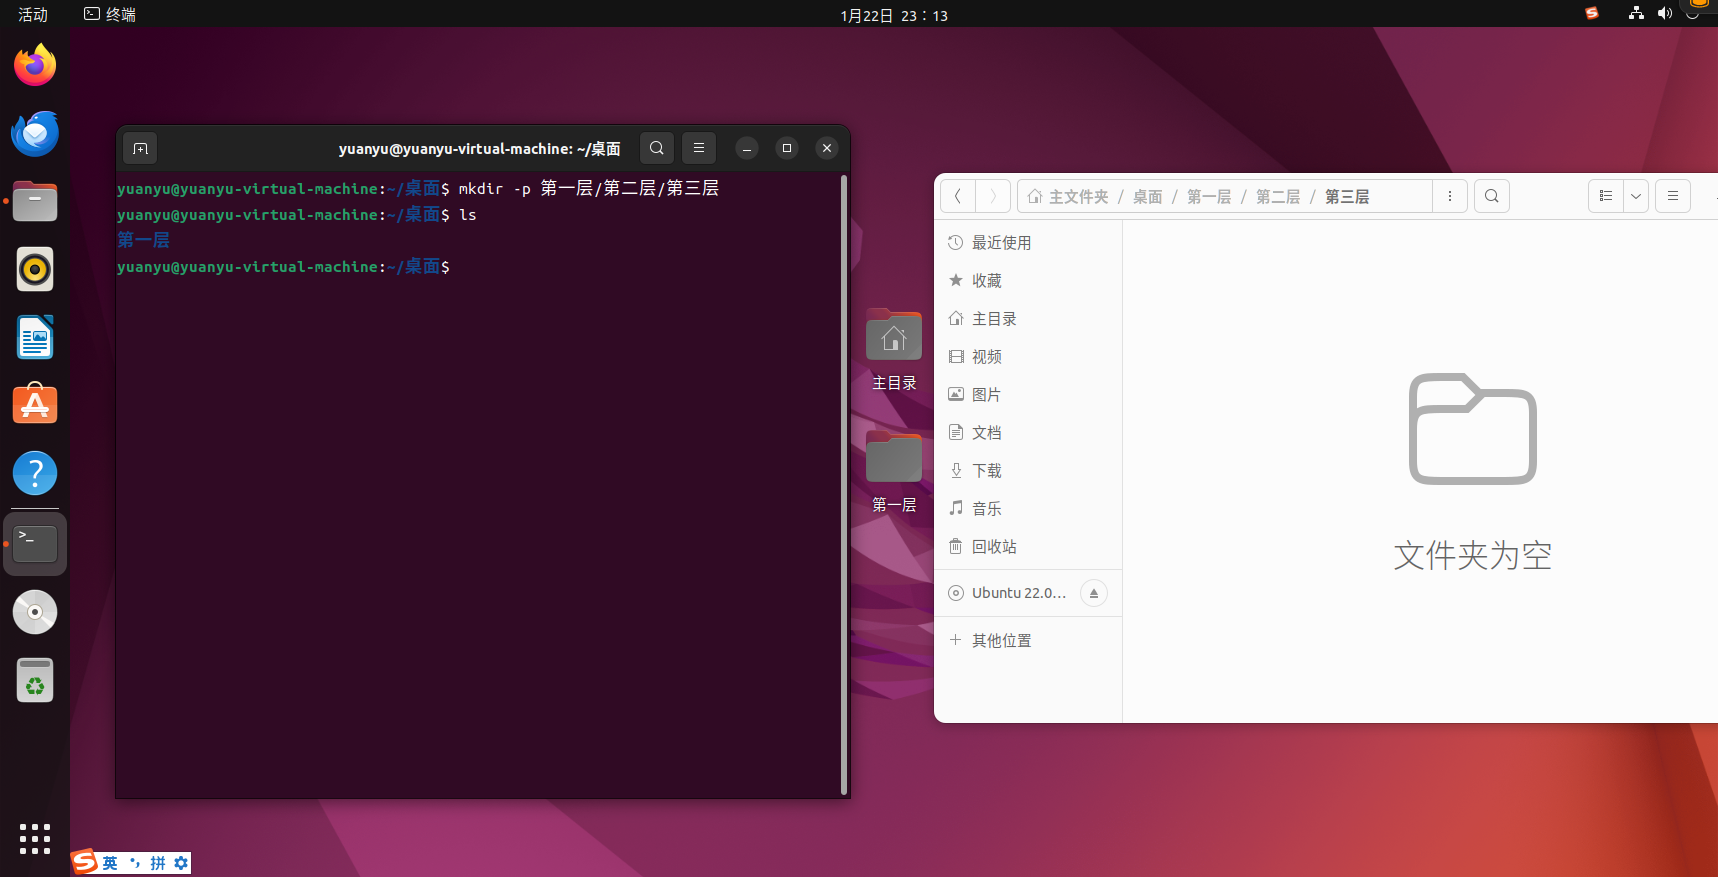 活动 终端 1月22日 23：13
yuanyu@yuanyu-virtual-machine: ~/桌面
yuanyu@yuanyu-virtual-machine:~/桌面$ mkdir -p 第一层/第二层/第三层
yuanyu@yuanyu-virtual-machine:~/桌面$ ls
第一层
yuanyu@yuanyu-virtual-machine:~/桌面$
主目录
第一层
主文件夹 / 桌面 / 第一层 / 第二层 / 第三层
最近使用
收藏
主目录
视频
图片
文档
下载
音乐
回收站
Ubuntu 22.0…
其他位置
文件夹为空
英 拼